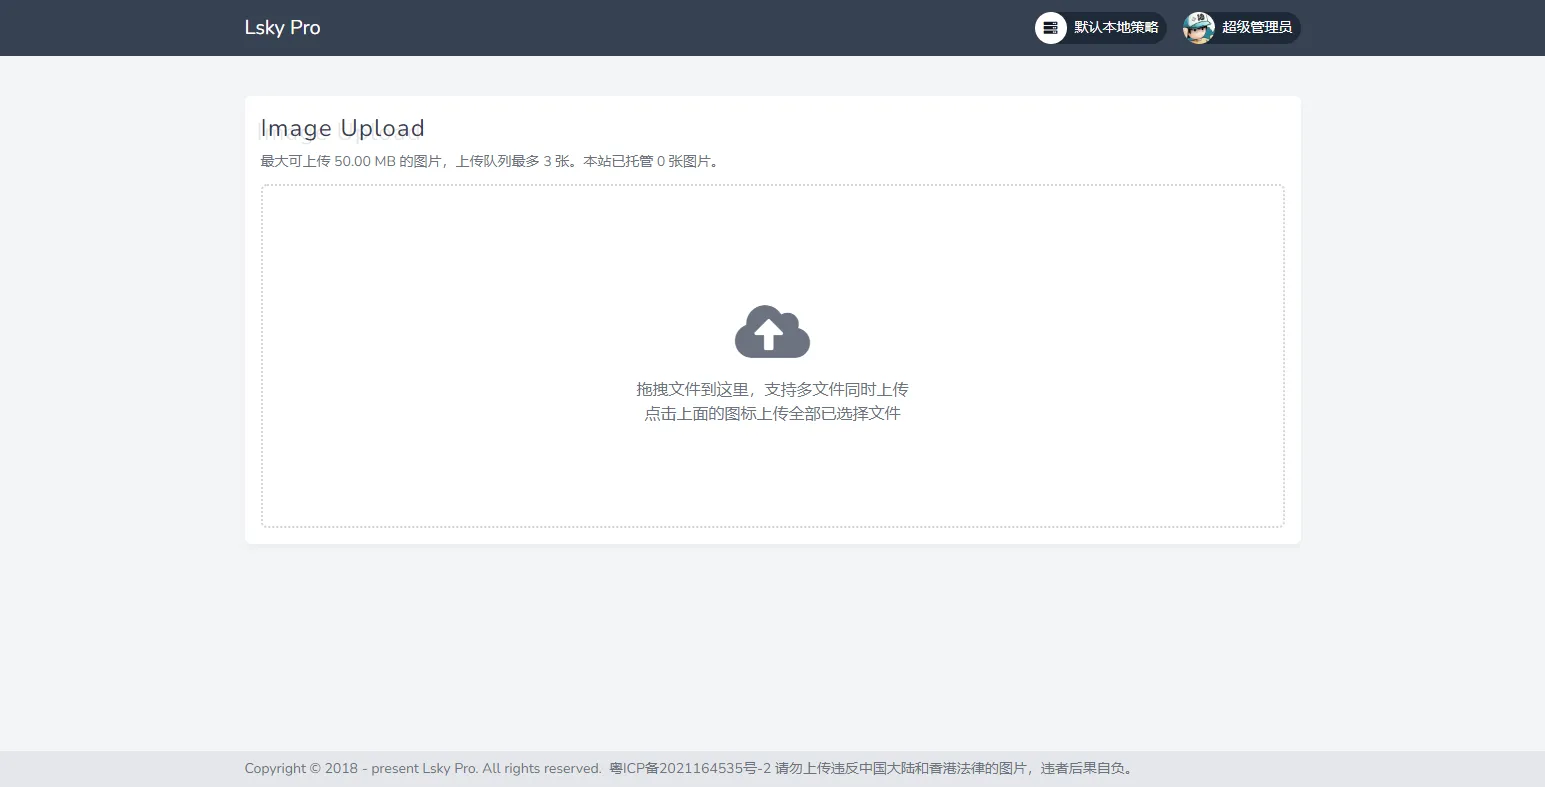 Lsky Pro
默认本地策略
超级管理员
Image Upload
最大可上传 50.00 MB 的图片，上传队列最多 3 张。本站已托管 0 张图片。
拖拽文件到这里，支持多文件同时上传
点击上面的图标上传全部已选择文件
Copyright © 2018 - present Lsky Pro. All rights reserved. 粤ICP备2021164535号-2 请勿上传违反中国大陆和香港法律的图片，违者后果自负。